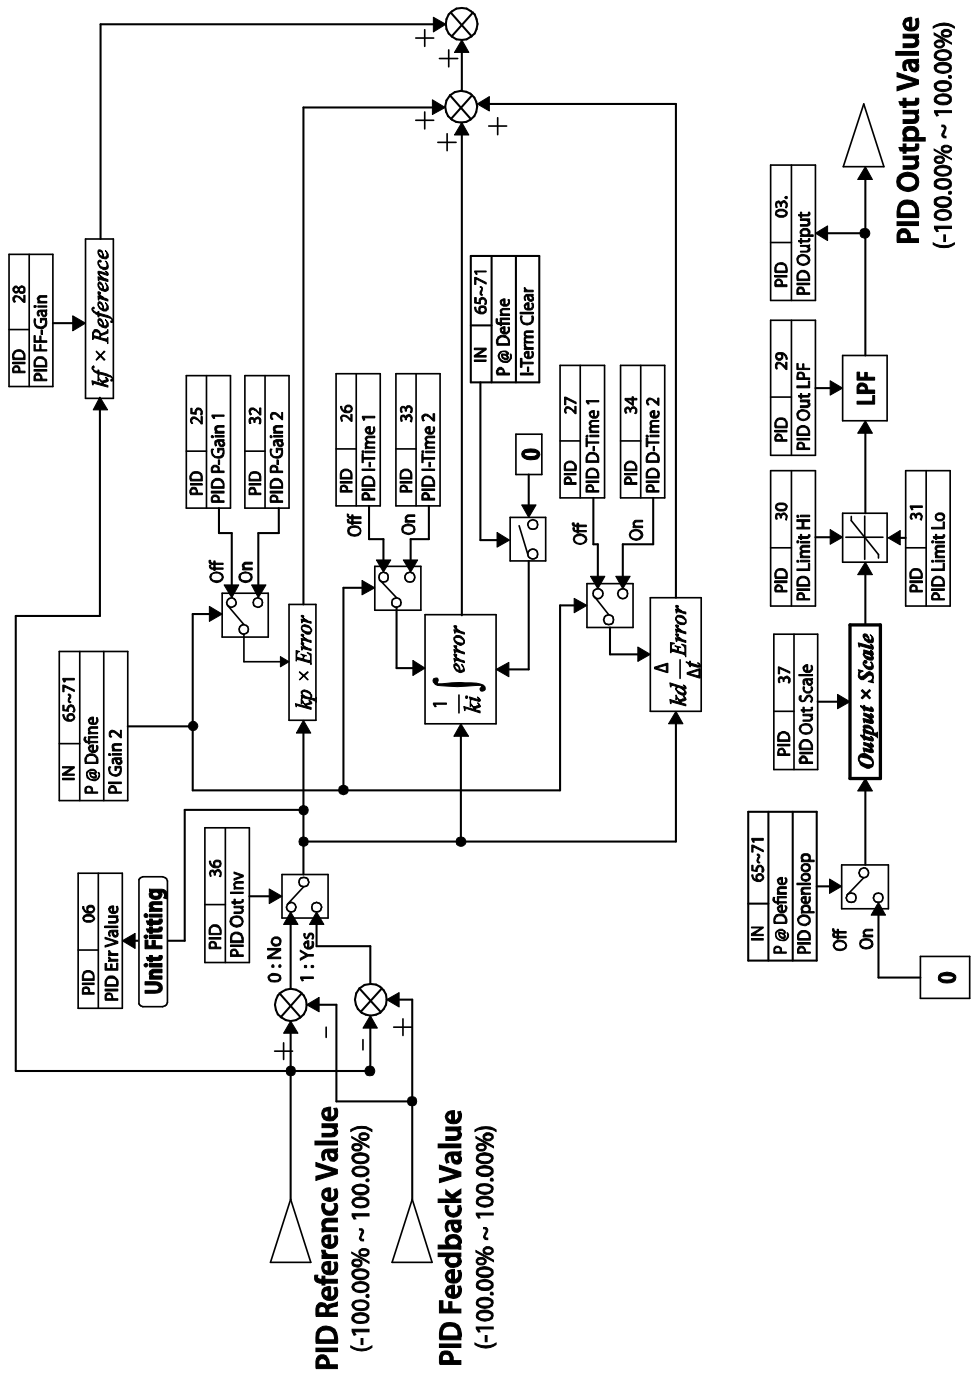 PID 28
PID FF-Gain
kf × Reference
+
+
+
+
+
PID 25
PID P-Gain 1
PID 32
PID P-Gain 2
Off
On
kp × Error
IN 65~71
P @ Define
PI Gain 2
PID 26
PID I-Time 1
PID 33
PID I-Time 2
Off
On
1/ki ∫ error
IN 65~71
P @ Define
I-Term Clear
0
PID 27
PID D-Time 1
PID 34
PID D-Time 2
Off
On
kd Δ/Δt Error
PID 06
PID Err Value
Unit Fitting
PID 36
PID Out Inv
0 : No
1 : Yes
+
-
-
+
PID Reference Value
(-100.00% ~ 100.00%)
PID Feedback Value
(-100.00% ~ 100.00%)
IN 65~71
P @ Define
PID Openloop
Off
On
0
PID 37
PID Out Scale
Output × Scale
PID 30
PID Limit Hi
PID 31
PID Limit Lo
PID 29
PID Out LPF
LPF
PID 03.
PID Output
PID Output Value
(-100.00% ~ 100.00%)